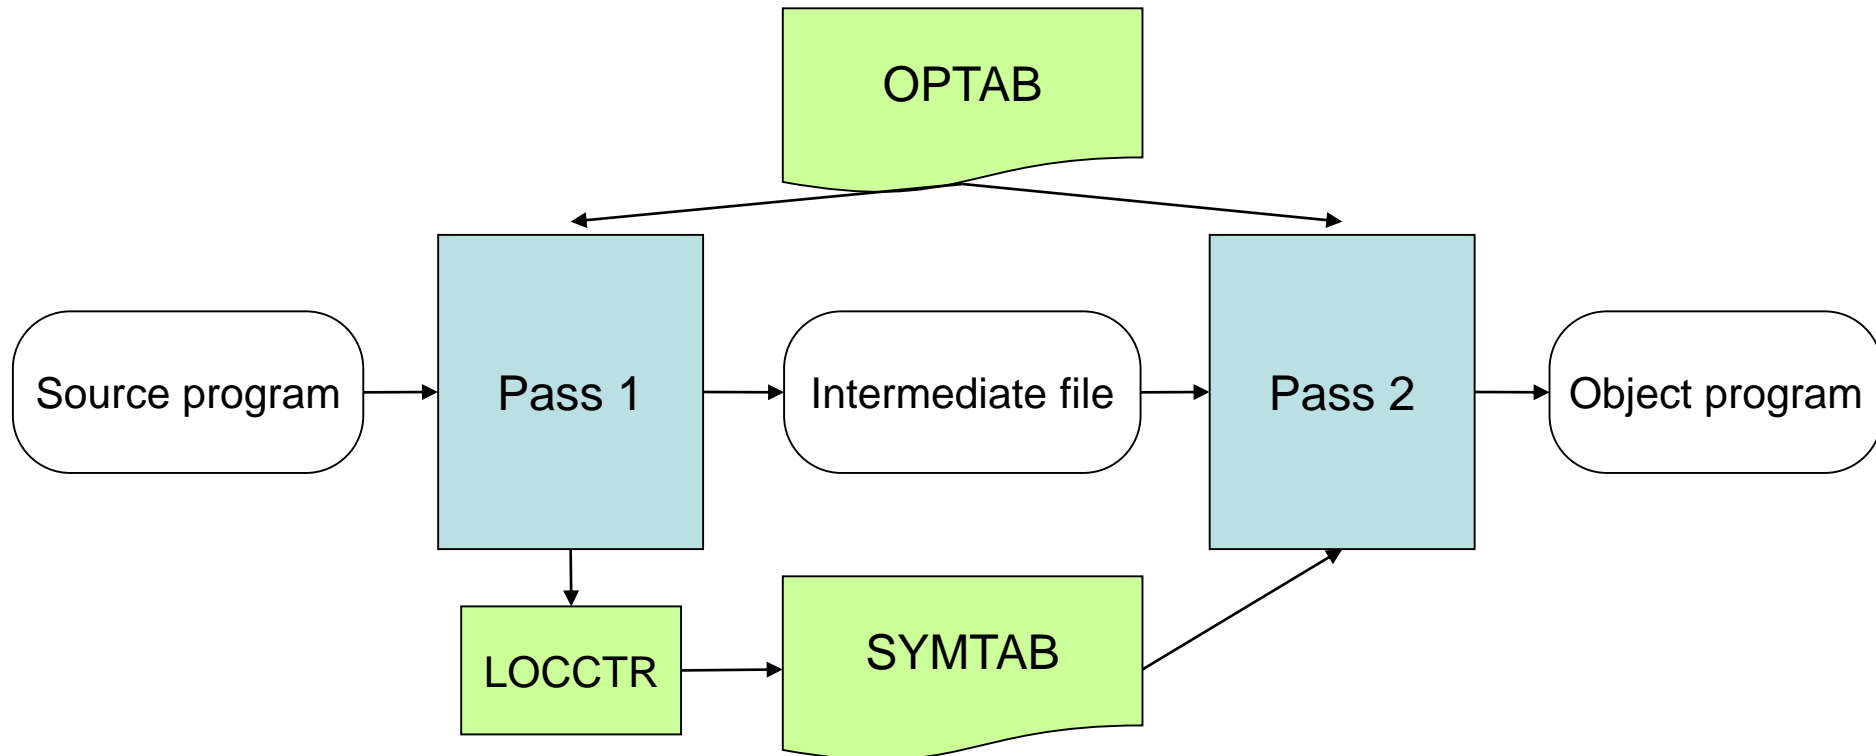 OPTAB
Source program
Pass 1
Intermediate file
Pass 2
Object program
LOCCTR
SYMTAB